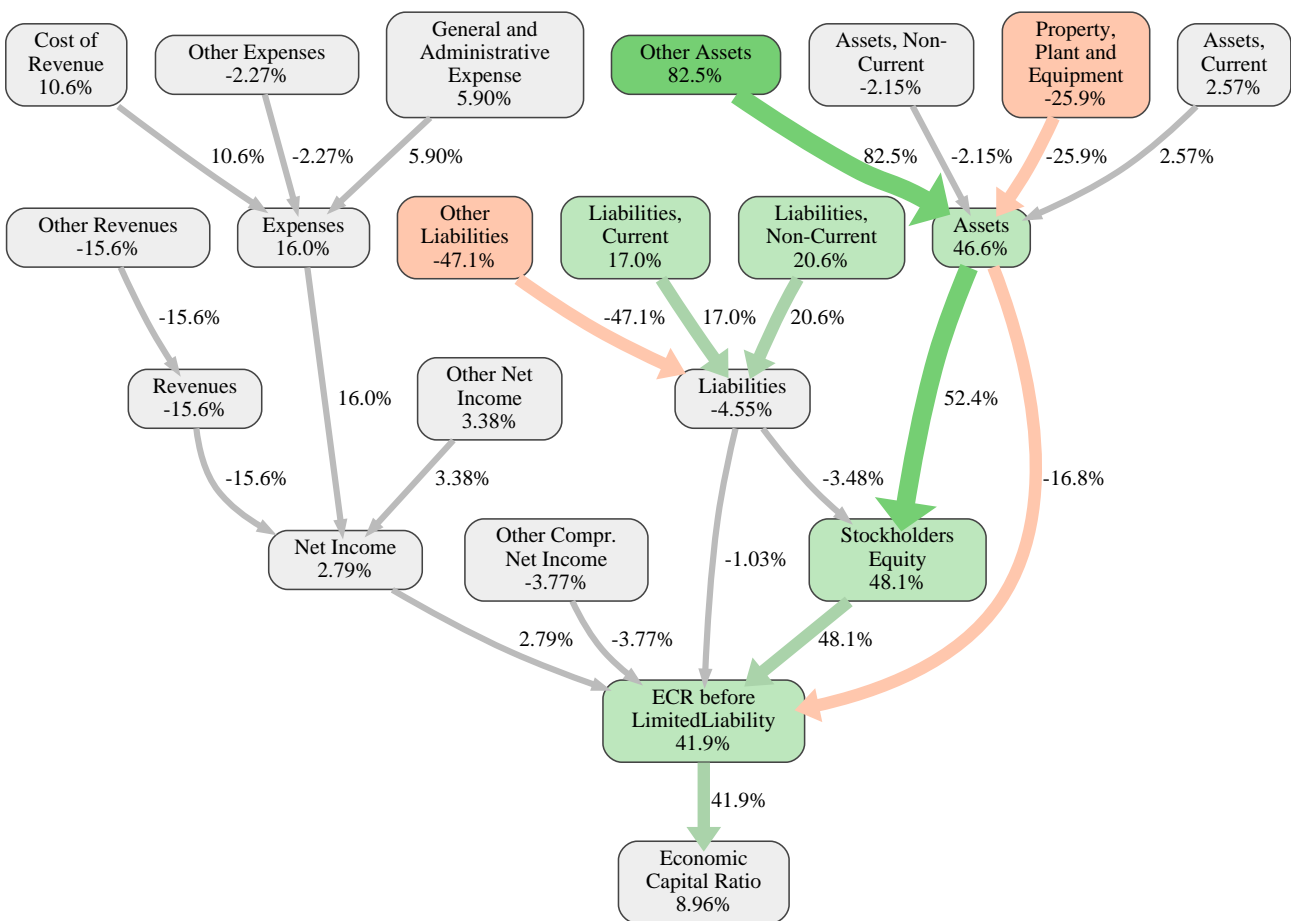 Cost of
Revenue
10.6%
Other Expenses
-2.27%
General and
Administrative
Expense
5.90%
Other Assets
82.5%
Assets, Non-
Current
-2.15%
Property,
Plant and
Equipment
-25.9%
Assets,
Current
2.57%
10.6%
-2.27%
5.90%
82.5%
-2.15%
-25.9%
2.57%
Other Revenues
-15.6%
Expenses
16.0%
Other
Liabilities
-47.1%
Liabilities,
Current
17.0%
Liabilities,
Non-Current
20.6%
Assets
46.6%
-15.6%
-47.1%
17.0%
20.6%
Revenues
-15.6%
16.0%
Other Net
Income
3.38%
Liabilities
-4.55%
52.4%
-15.6%
3.38%
-3.48%
-16.8%
Net Income
2.79%
Other Compr.
Net Income
-3.77%
-1.03%
Stockholders
Equity
48.1%
2.79%
-3.77%
48.1%
ECR before
LimitedLiability
41.9%
41.9%
Economic
Capital Ratio
8.96%